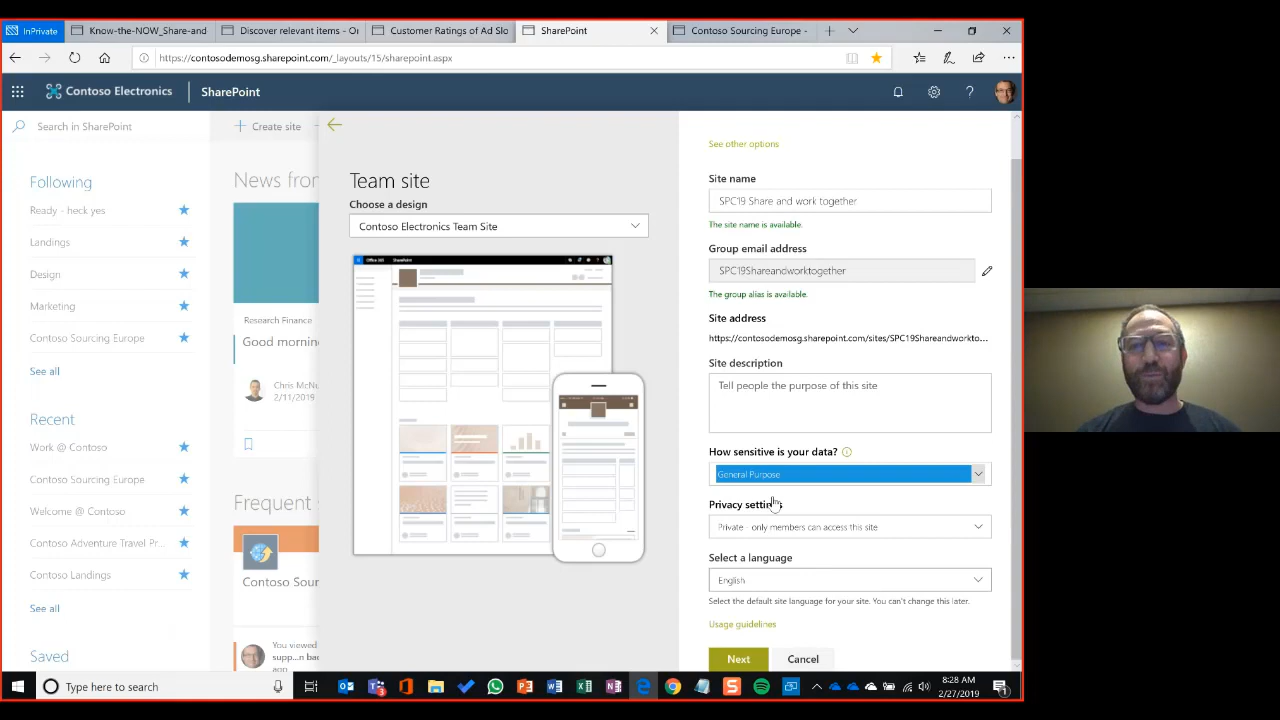 InPrivate
Know-the-NOW_Share-and
Discover relevant items - Or
Customer Ratings of Ad Slo
SharePoint
Contoso Sourcing Europe -
https://contosodemosg.sharepoint.com/_layouts/15/sharepoint.aspx
Contoso Electronics
SharePoint
Search in SharePoint
Following
Ready - heck yes
Landings
Design
Marketing
Contoso Sourcing Europe
See all
Recent
Work @ Contoso
Contoso Sourcing Europe
Welcome @ Contoso
Contoso Adventure Travel Pr...
Contoso Landings
See all
Saved
Create site
News from
Research Finance
Good mornin
Chris McNu
2/11/2019
Frequent s
Contoso Sour
You viewed
supp...n bac
app
Team site
Choose a design
Contoso Electronics Team Site
Office 365
SharePoint
See other options
Site name
SPC19 Share and work together
The site name is available.
Group email address
SPC19Shareandworktogether
The group alias is available.
Site address
https://contosodemosg.sharepoint.com/sites/SPC19Shareandworkto...
Site description
Tell people the purpose of this site
How sensitive is your data?
General Purpose
Privacy settings
Private - only members can access this site
Select a language
English
Select the default site language for your site. You can't change this later.
Usage guidelines
Next
Cancel
Type here to search
8:28 AM
2/27/2019